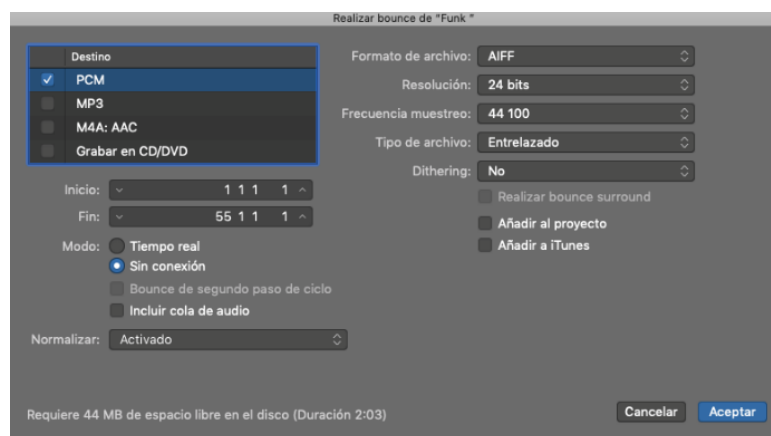 Realizar bounce de "Funk "
Destino
PCM
MP3
M4A: AAC
Grabar en CD/DVD
Inicio: 1 1 1 1
Fin: 55 1 1 1
Modo: Tiempo real
Sin conexión
Bounce de segundo paso de ciclo
Incluir cola de audio
Normalizar: Activado
Formato de archivo: AIFF
Resolución: 24 bits
Frecuencia muestreo: 44 100
Tipo de archivo: Entrelazado
Dithering: No
Realizar bounce surround
Añadir al proyecto
Añadir a iTunes
Requiere 44 MB de espacio libre en el disco (Duración 2:03)
Cancelar Aceptar